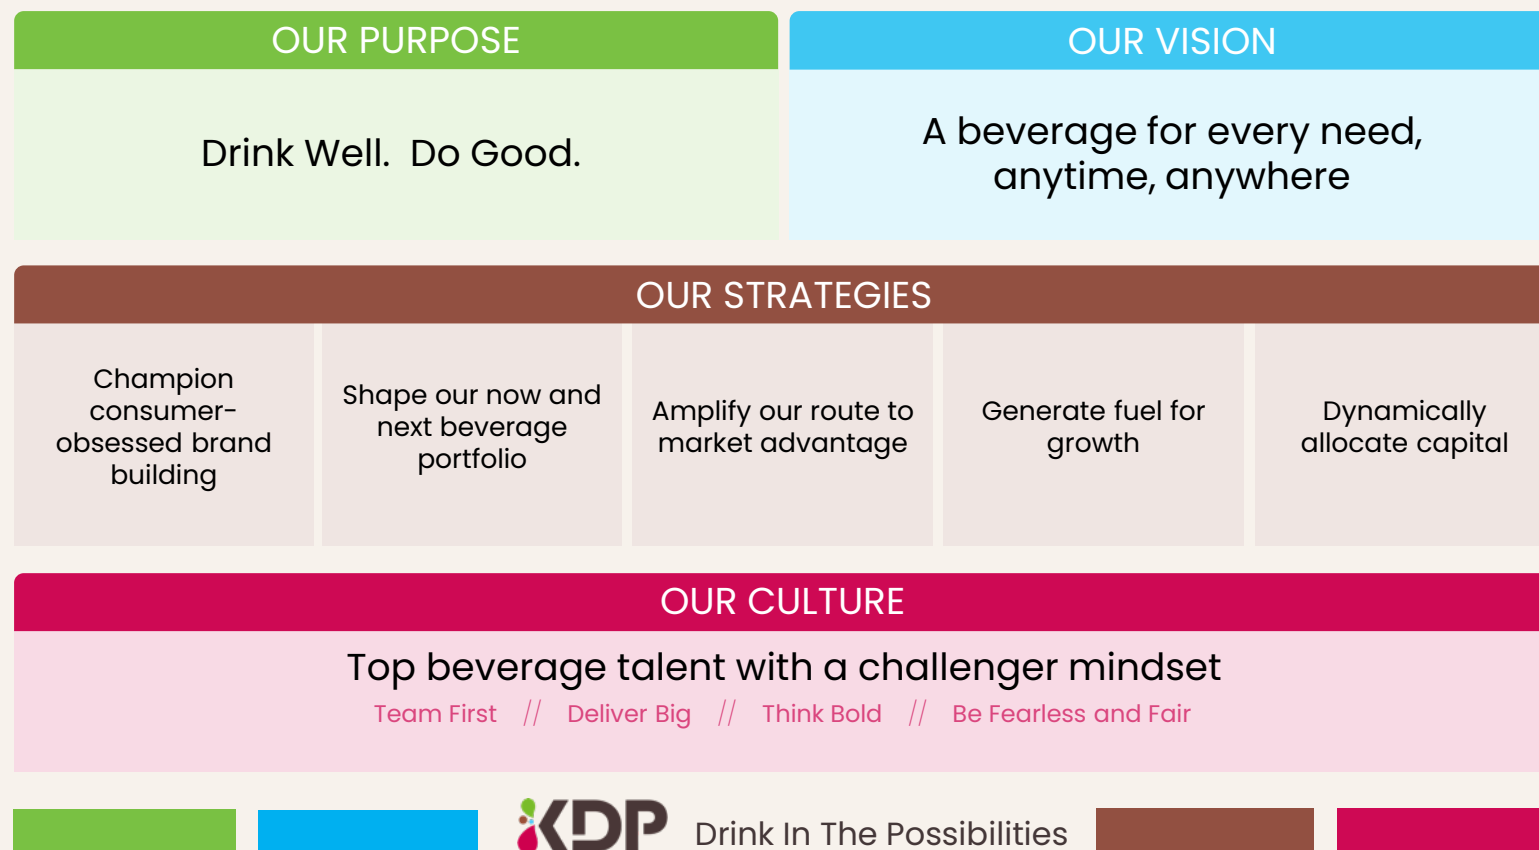 OUR PURPOSE
Drink Well. Do Good.
OUR VISION
A beverage for every need,
anytime, anywhere
OUR STRATEGIES
Champion
consumer-
obsessed brand
building
Shape our now and
next beverage
portfolio
Amplify our route to
market advantage
Generate fuel for
growth
Dynamically
allocate capital
OUR CULTURE
Top beverage talent with a challenger mindset
Team First // Deliver Big // Think Bold // Be Fearless and Fair
KDP
Drink In The Possibilities